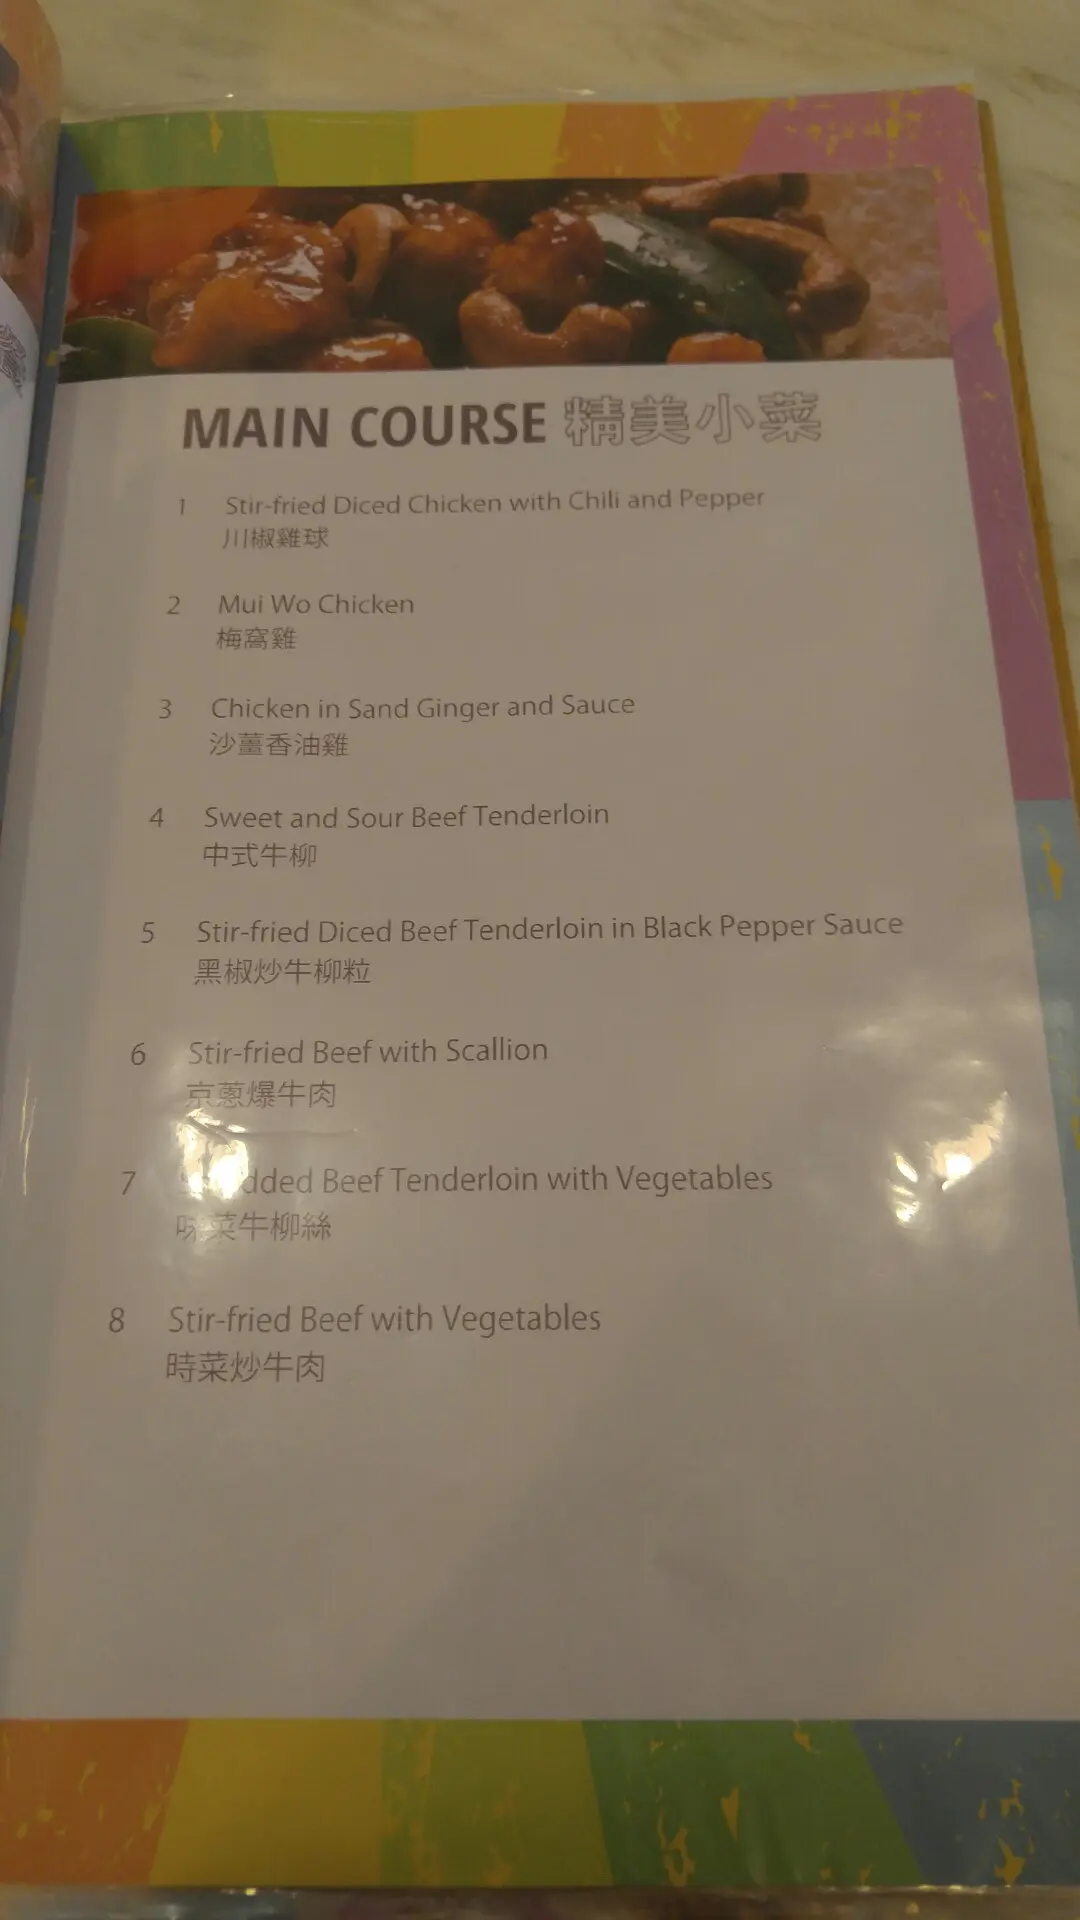 MAIN COURSE 精美小菜
1 Stir-fried Diced Chicken with Chili and Pepper
川椒雞球
2 Mui Wo Chicken
梅窩雞
3 Chicken in Sand Ginger and Sauce
沙薑香油雞
4 Sweet and Sour Beef Tenderloin
中式牛柳
5 Stir-fried Diced Beef Tenderloin in Black Pepper Sauce
黑椒炒牛柳粒
6 Stir-fried Beef with Scallion
京蔥爆牛肉
7 Beef Tenderloin with Vegetables
味菜牛柳絲
8 Stir-fried Beef with Vegetables
時菜炒牛肉